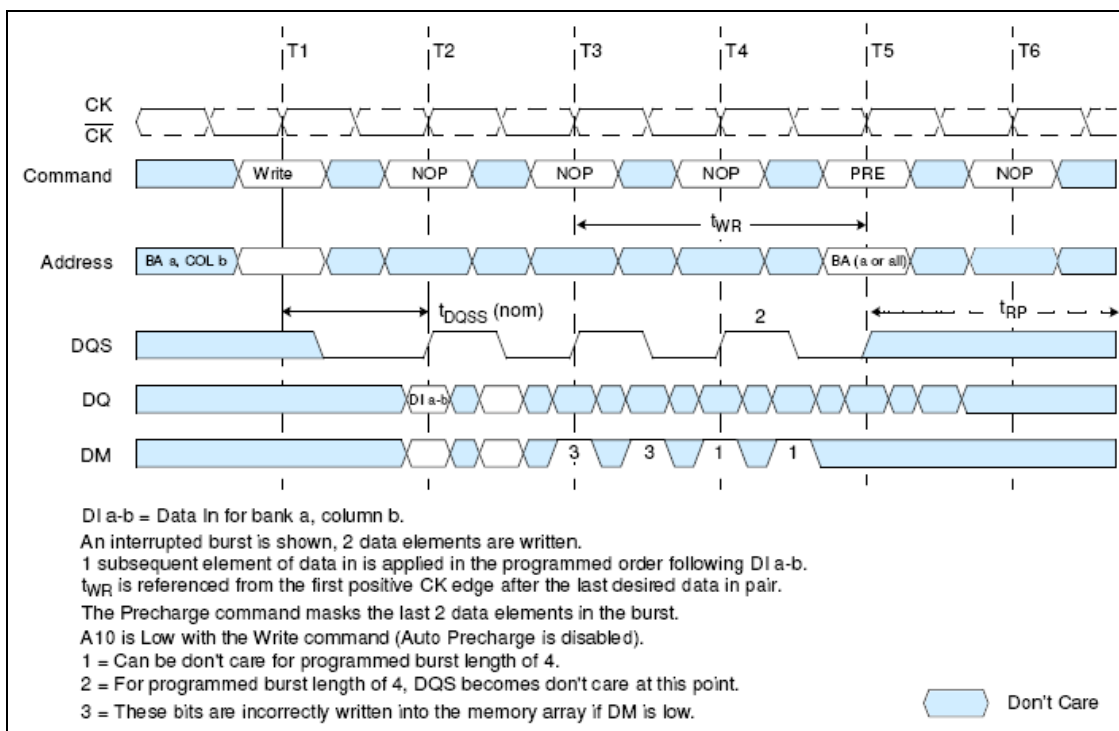 T1 T2 T3 T4 T5 T6
CK
CK
Command Write NOP NOP NOP PRE NOP
tWR
Address BA a, COL b BA (a or all)
tDQSS (nom) 2 tRP
DQS
DQ DI a-b
DM 3 3 1 1
DI a-b = Data In for bank a, column b.
An interrupted burst is shown, 2 data elements are written.
1 subsequent element of data in is applied in the programmed order following DI a-b.
tWR is referenced from the first positive CK edge after the last desired data in pair.
The Precharge command masks the last 2 data elements in the burst.
A10 is Low with the Write command (Auto Precharge is disabled).
1 = Can be don't care for programmed burst length of 4.
2 = For programmed burst length of 4, DQS becomes don't care at this point.
3 = These bits are incorrectly written into the memory array if DM is low.
Don't Care